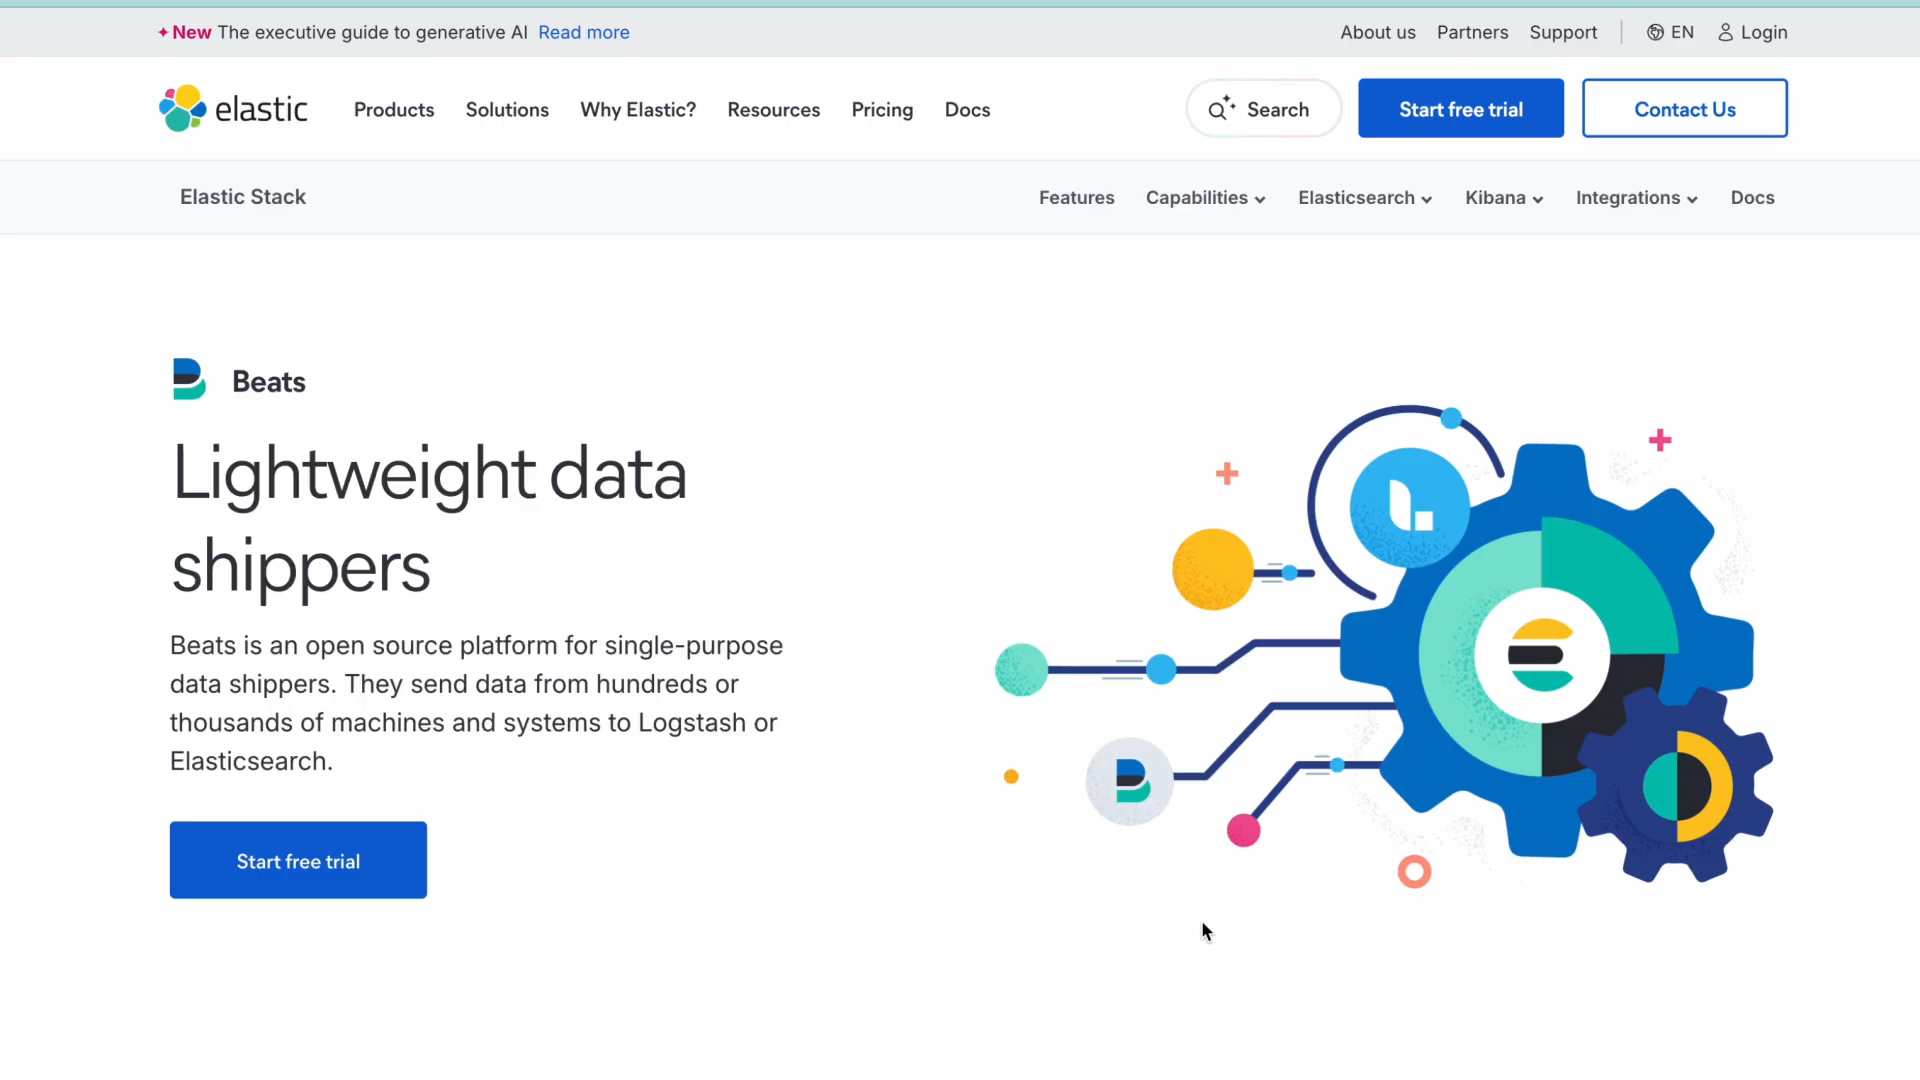 New The executive guide to generative AI Read more
About us Partners Support EN Login
elastic Products Solutions Why Elastic? Resources Pricing Docs Search Start free trial Contact Us
Elastic Stack Features Capabilities Elasticsearch Kibana Integrations Docs
Beats
Lightweight data
shippers
Beats is an open source platform for single-purpose
data shippers. They send data from hundreds or
thousands of machines and systems to Logstash or
Elasticsearch.
Start free trial